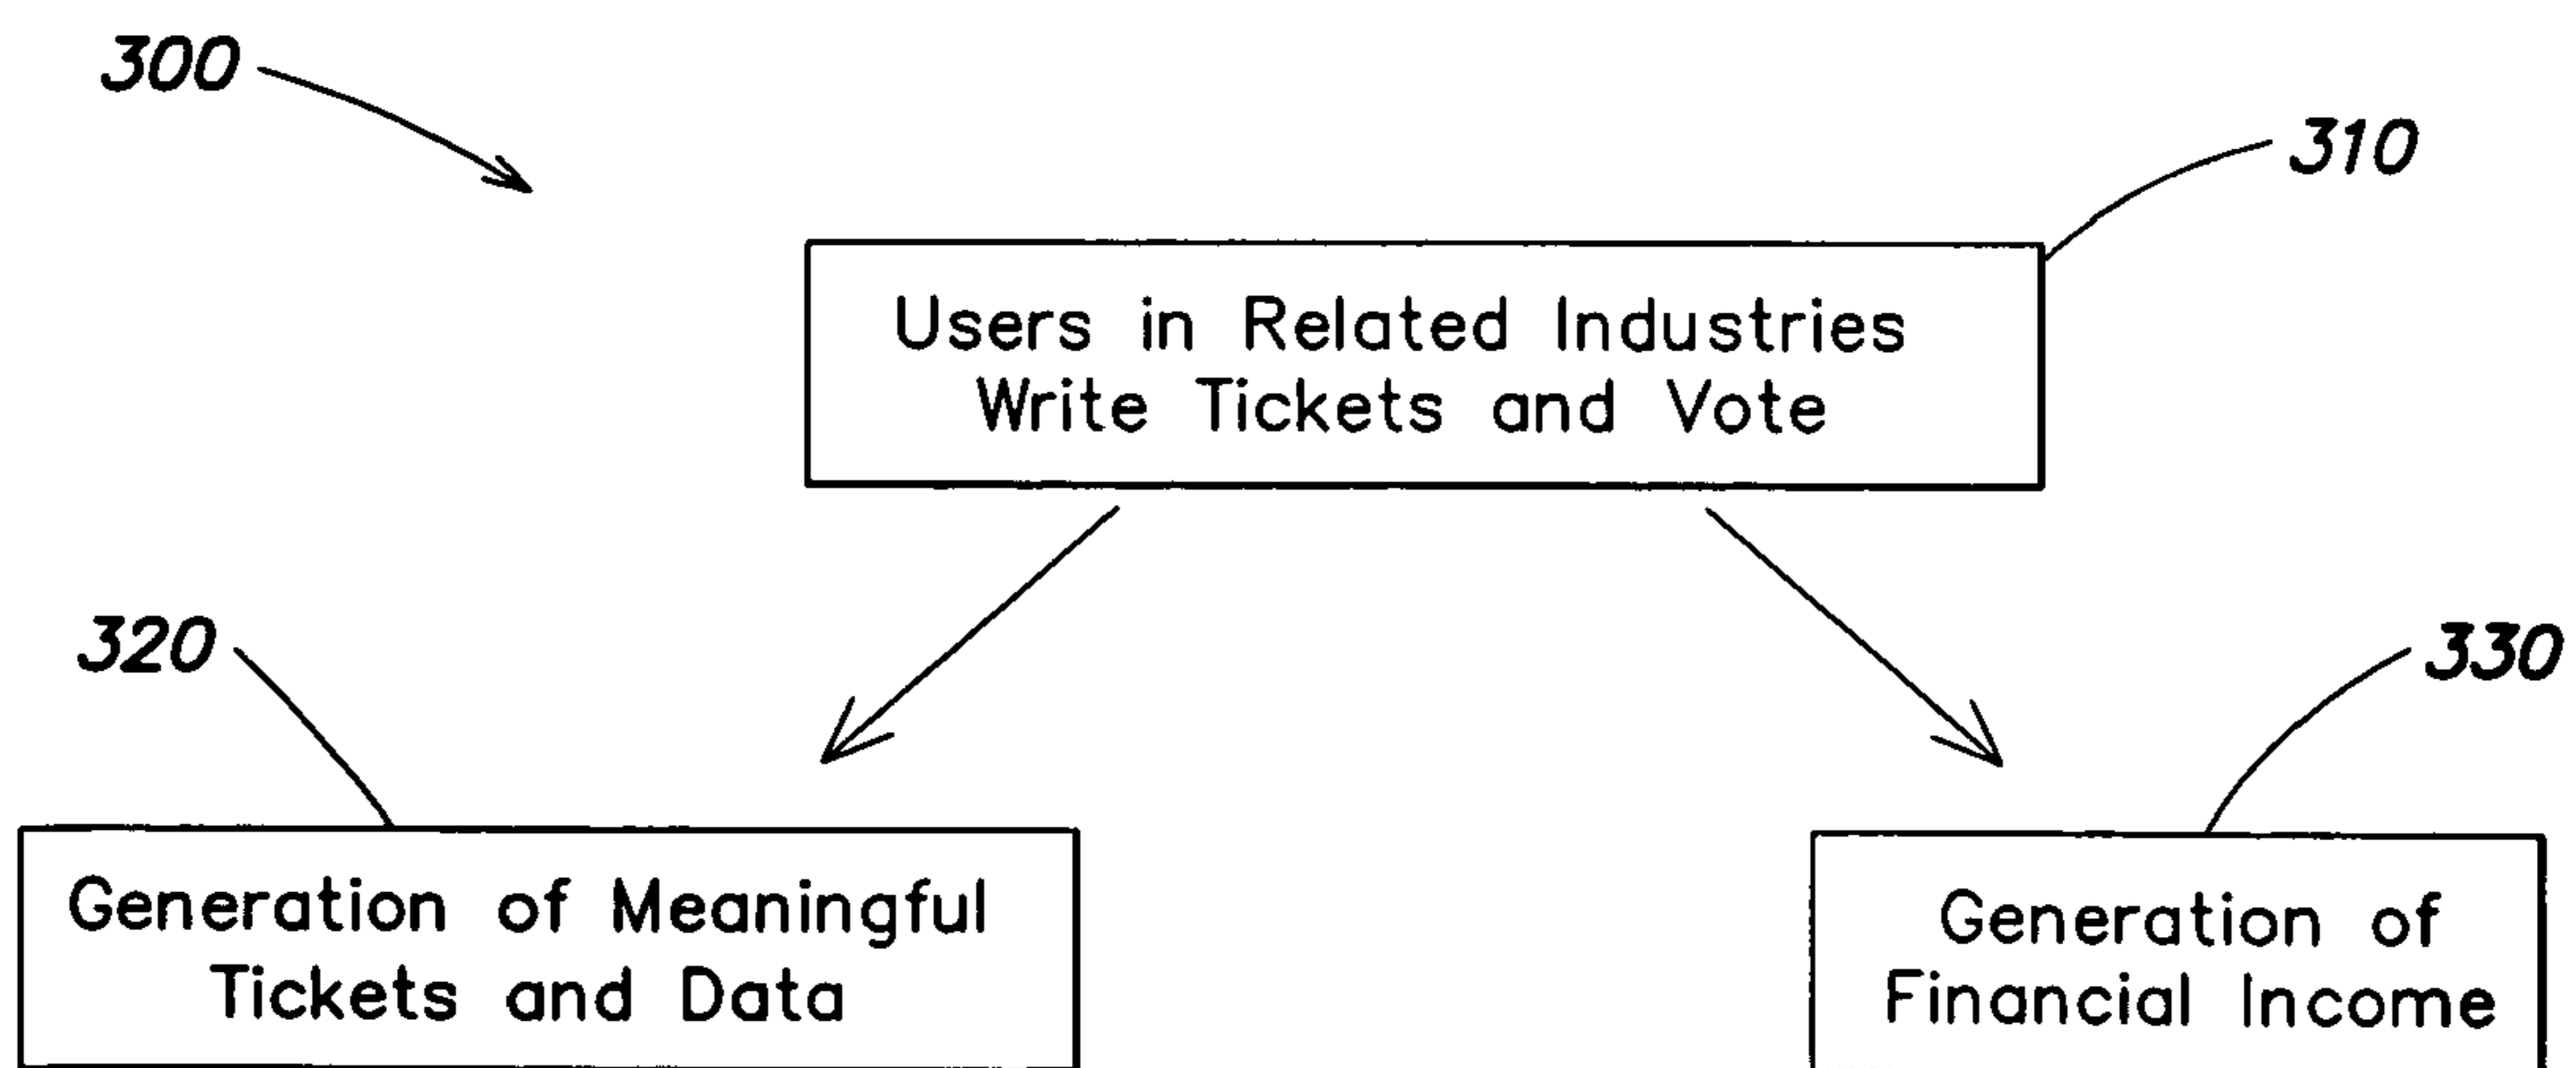 300
310
Users in Related Industries
Write Tickets and Vote
320
330
Generation of Meaningful
Tickets and Data
Generation of
Financial Income